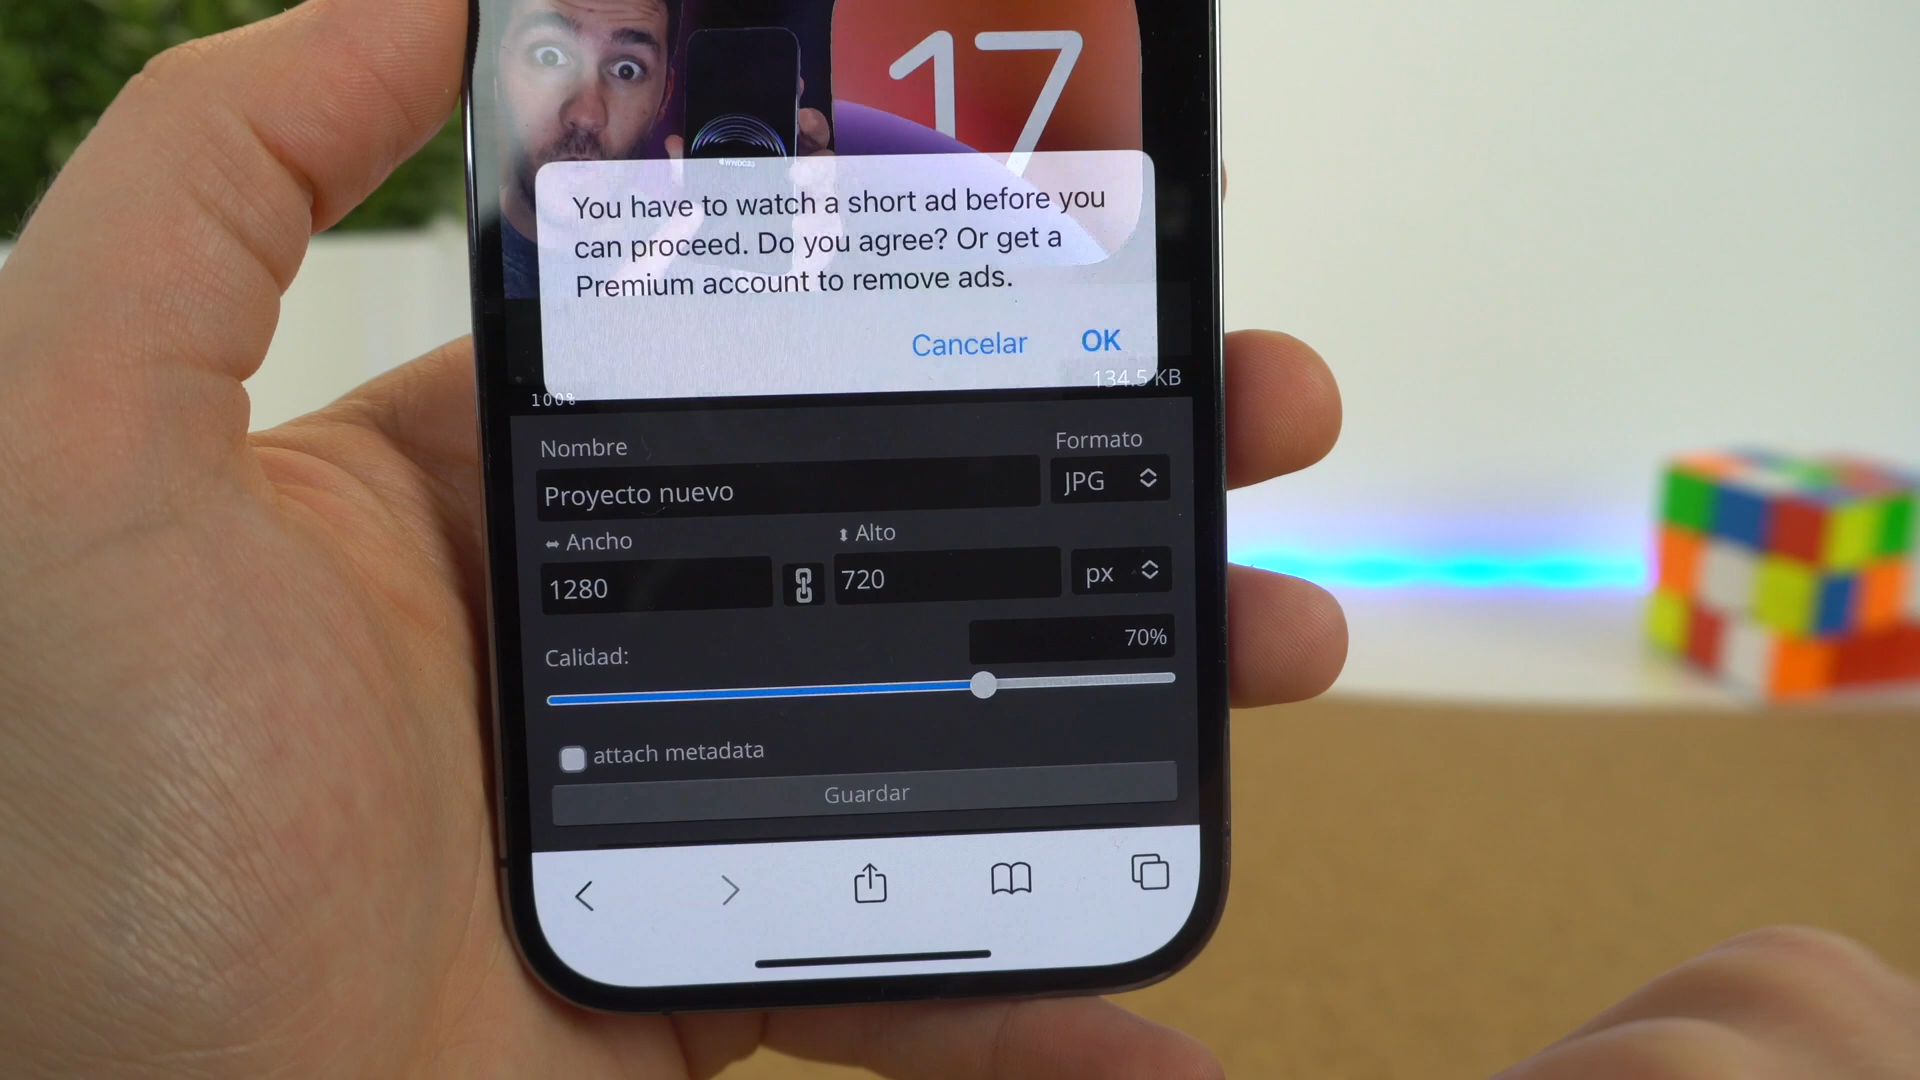 17
WWDC23
You have to watch a short ad before you
can proceed. Do you agree? Or get a
Premium account to remove ads.
Cancelar OK
134.5 KB
100%
Nombre Formato
Proyecto nuevo JPG
Ancho Alto
1280 720 px
Calidad: 70%
attach metadata
Guardar